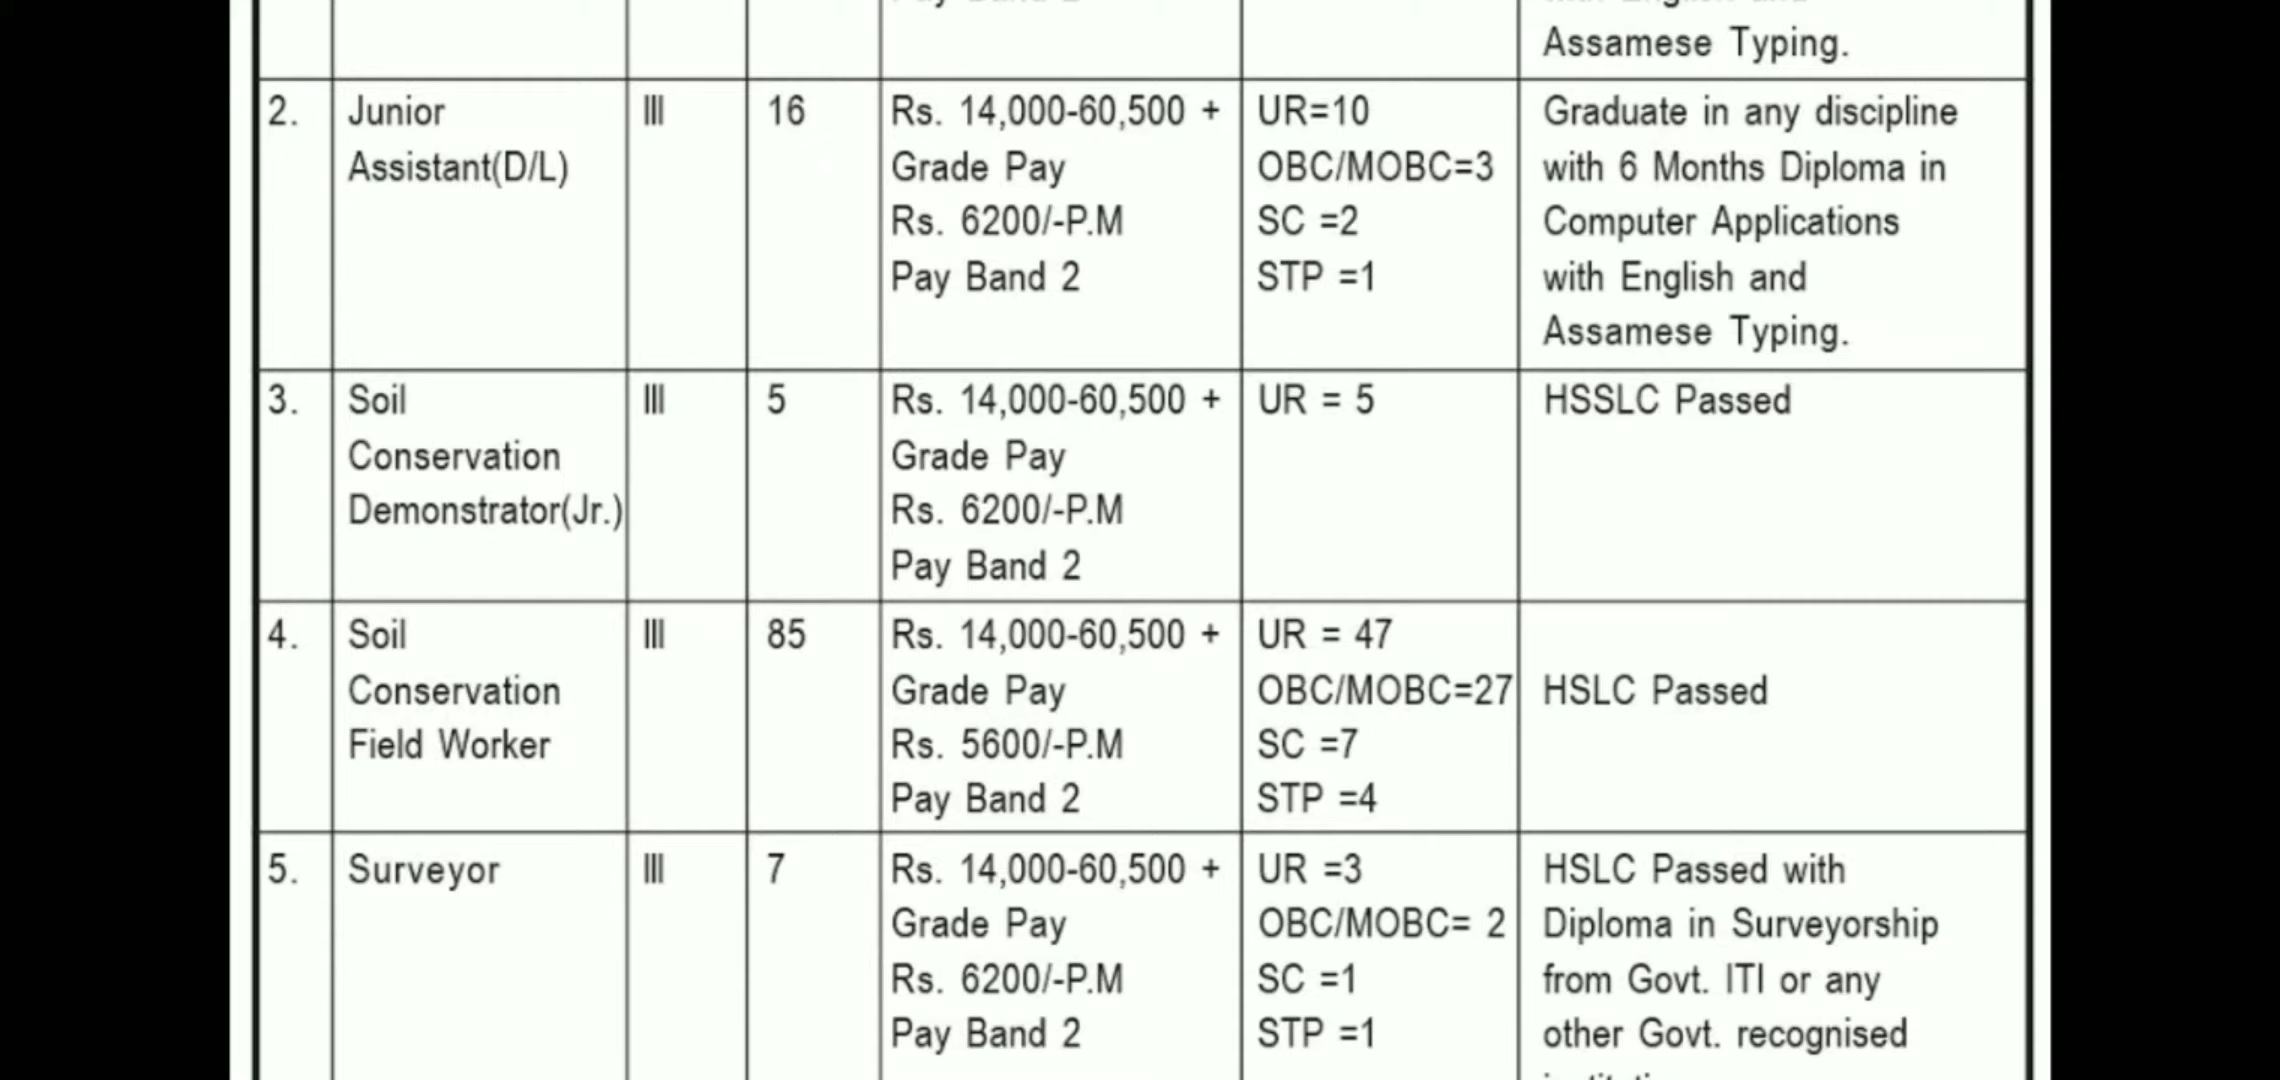 Assamese Typing.
2. Junior Assistant(D/L) III 16 Rs. 14,000-60,500 + Grade Pay Rs. 6200/-P.M Pay Band 2 UR=10 OBC/MOBC=3 SC =2 STP =1 Graduate in any discipline with 6 Months Diploma in Computer Applications with English and Assamese Typing.
3. Soil Conservation Demonstrator(Jr.) III 5 Rs. 14,000-60,500 + Grade Pay Rs. 6200/-P.M Pay Band 2 UR = 5 HSSLC Passed
4. Soil Conservation Field Worker III 85 Rs. 14,000-60,500 + Grade Pay Rs. 5600/-P.M Pay Band 2 UR = 47 OBC/MOBC=27 SC =7 STP =4 HSLC Passed
5. Surveyor III 7 Rs. 14,000-60,500 + Grade Pay Rs. 6200/-P.M Pay Band 2 UR =3 OBC/MOBC= 2 SC =1 STP =1 HSLC Passed with Diploma in Surveyorship from Govt. ITI or any other Govt. recognised